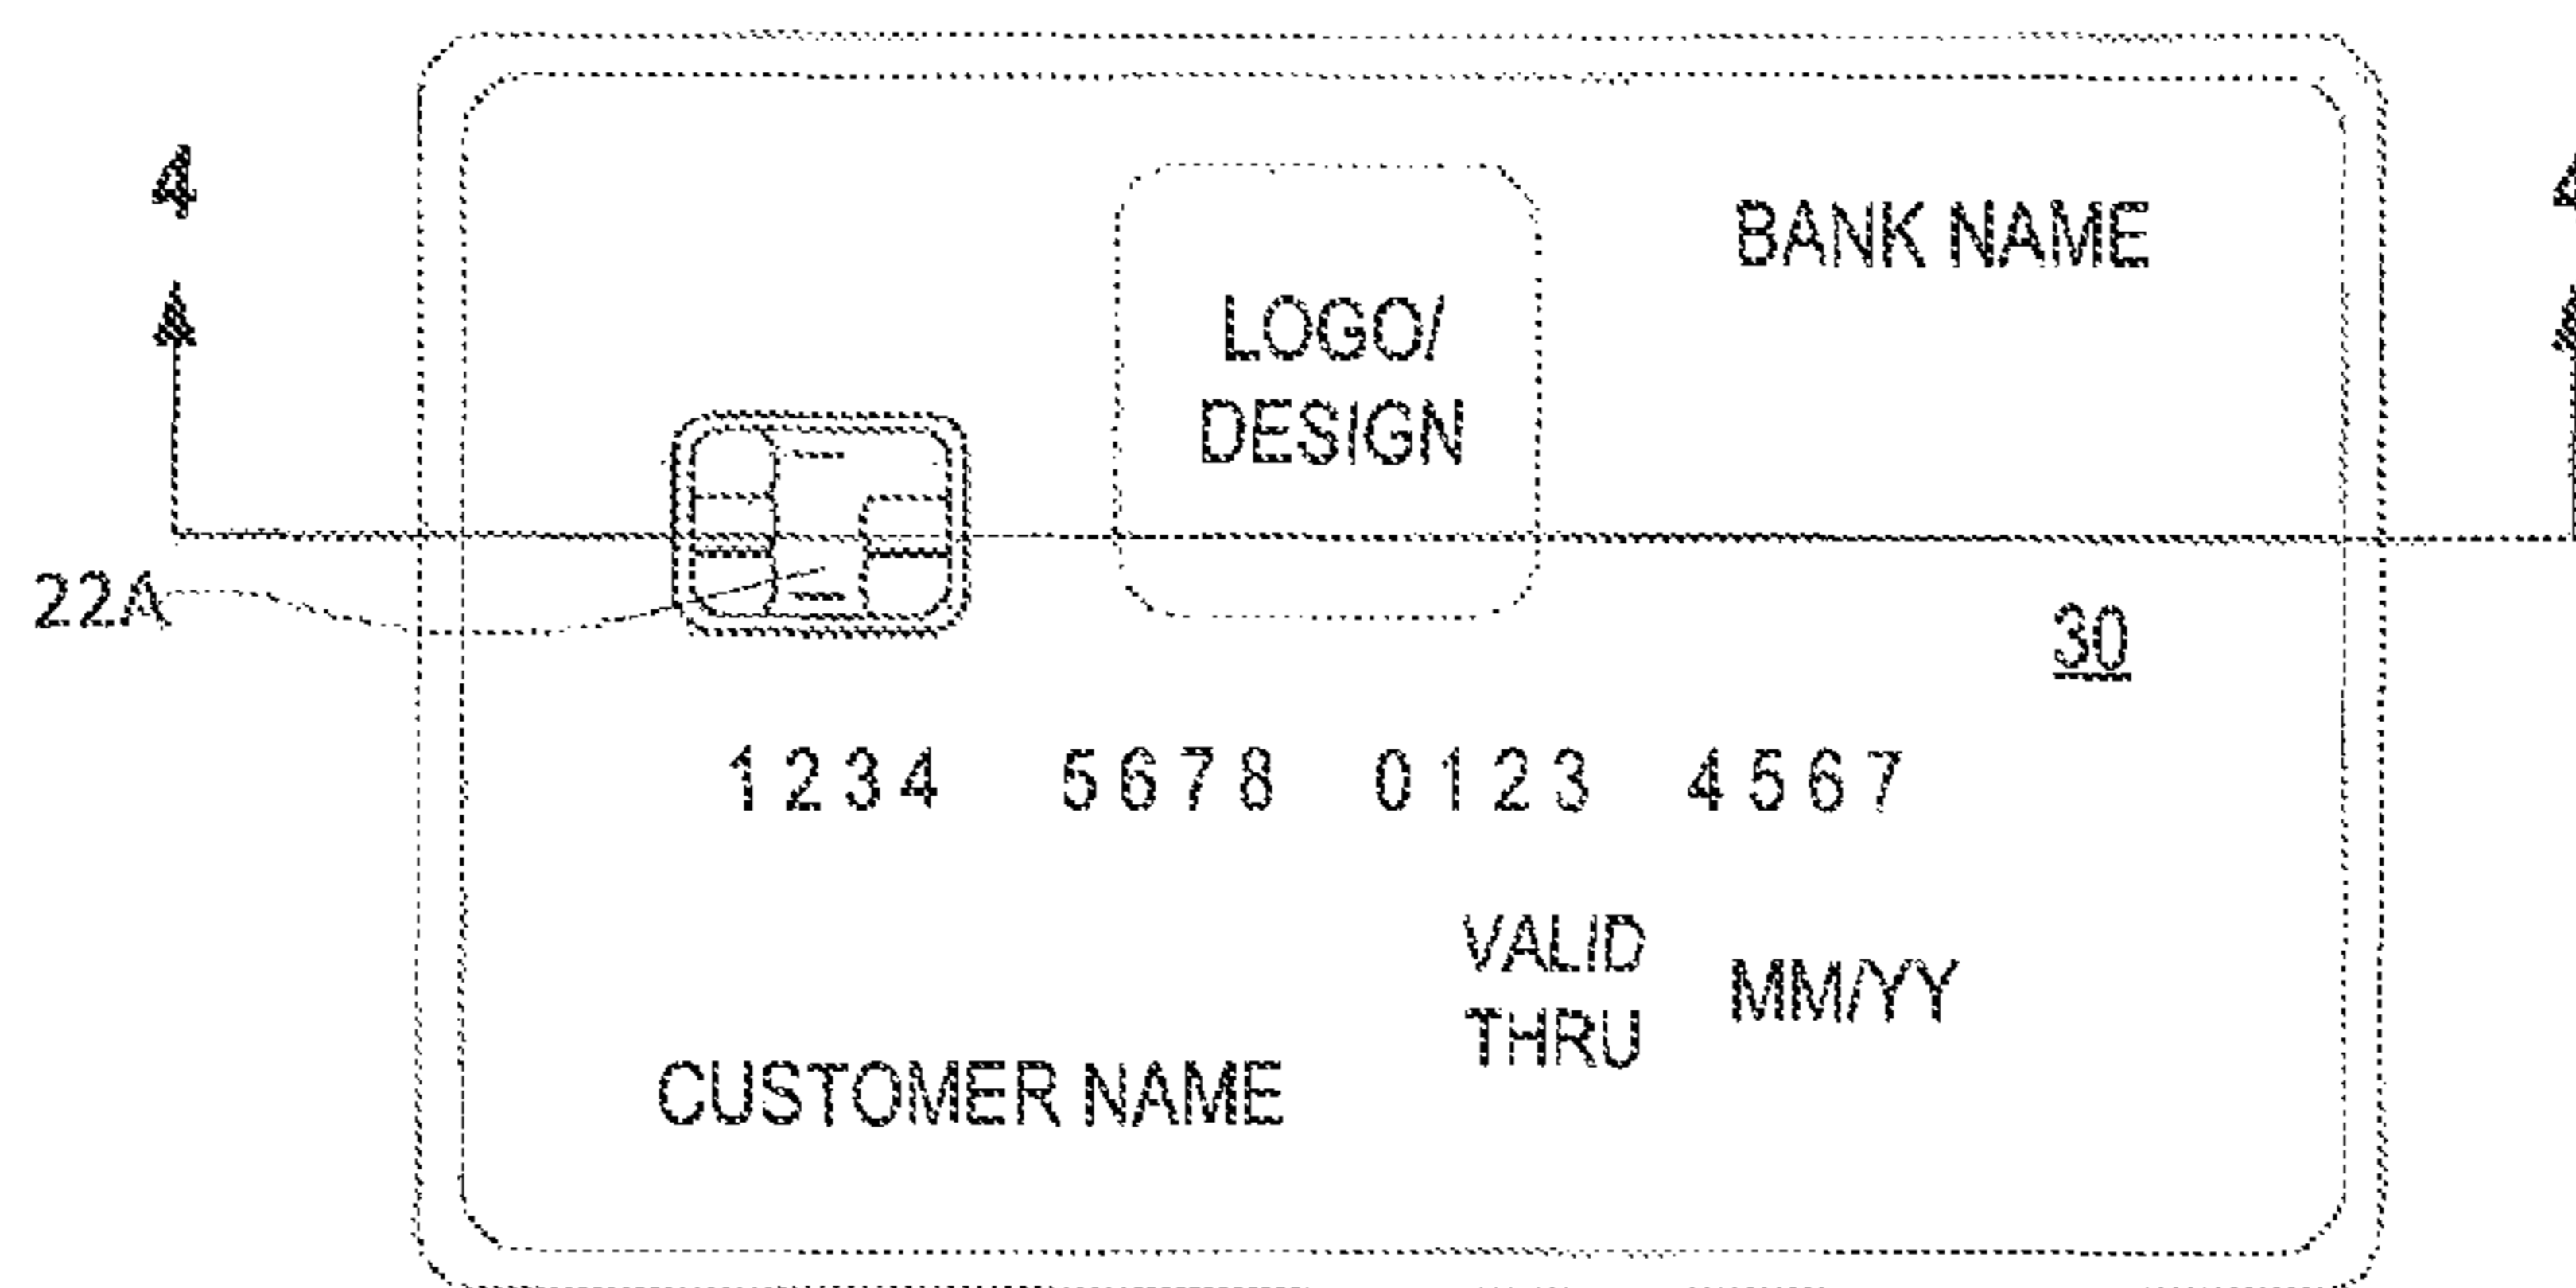 4
4
BANK NAME
LOGO/
DESIGN
22A
30
1234 5678 0123 4567
VALID
THRU
MM/YY
CUSTOMER NAME